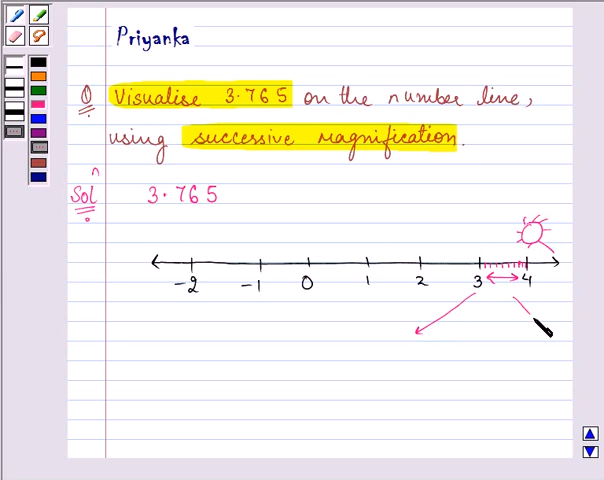 Priyanka
Q Visualise 3.765 on the number line,
using successive magnification.
Solⁿ 3.765
-2 -1 0 1 2 3 4